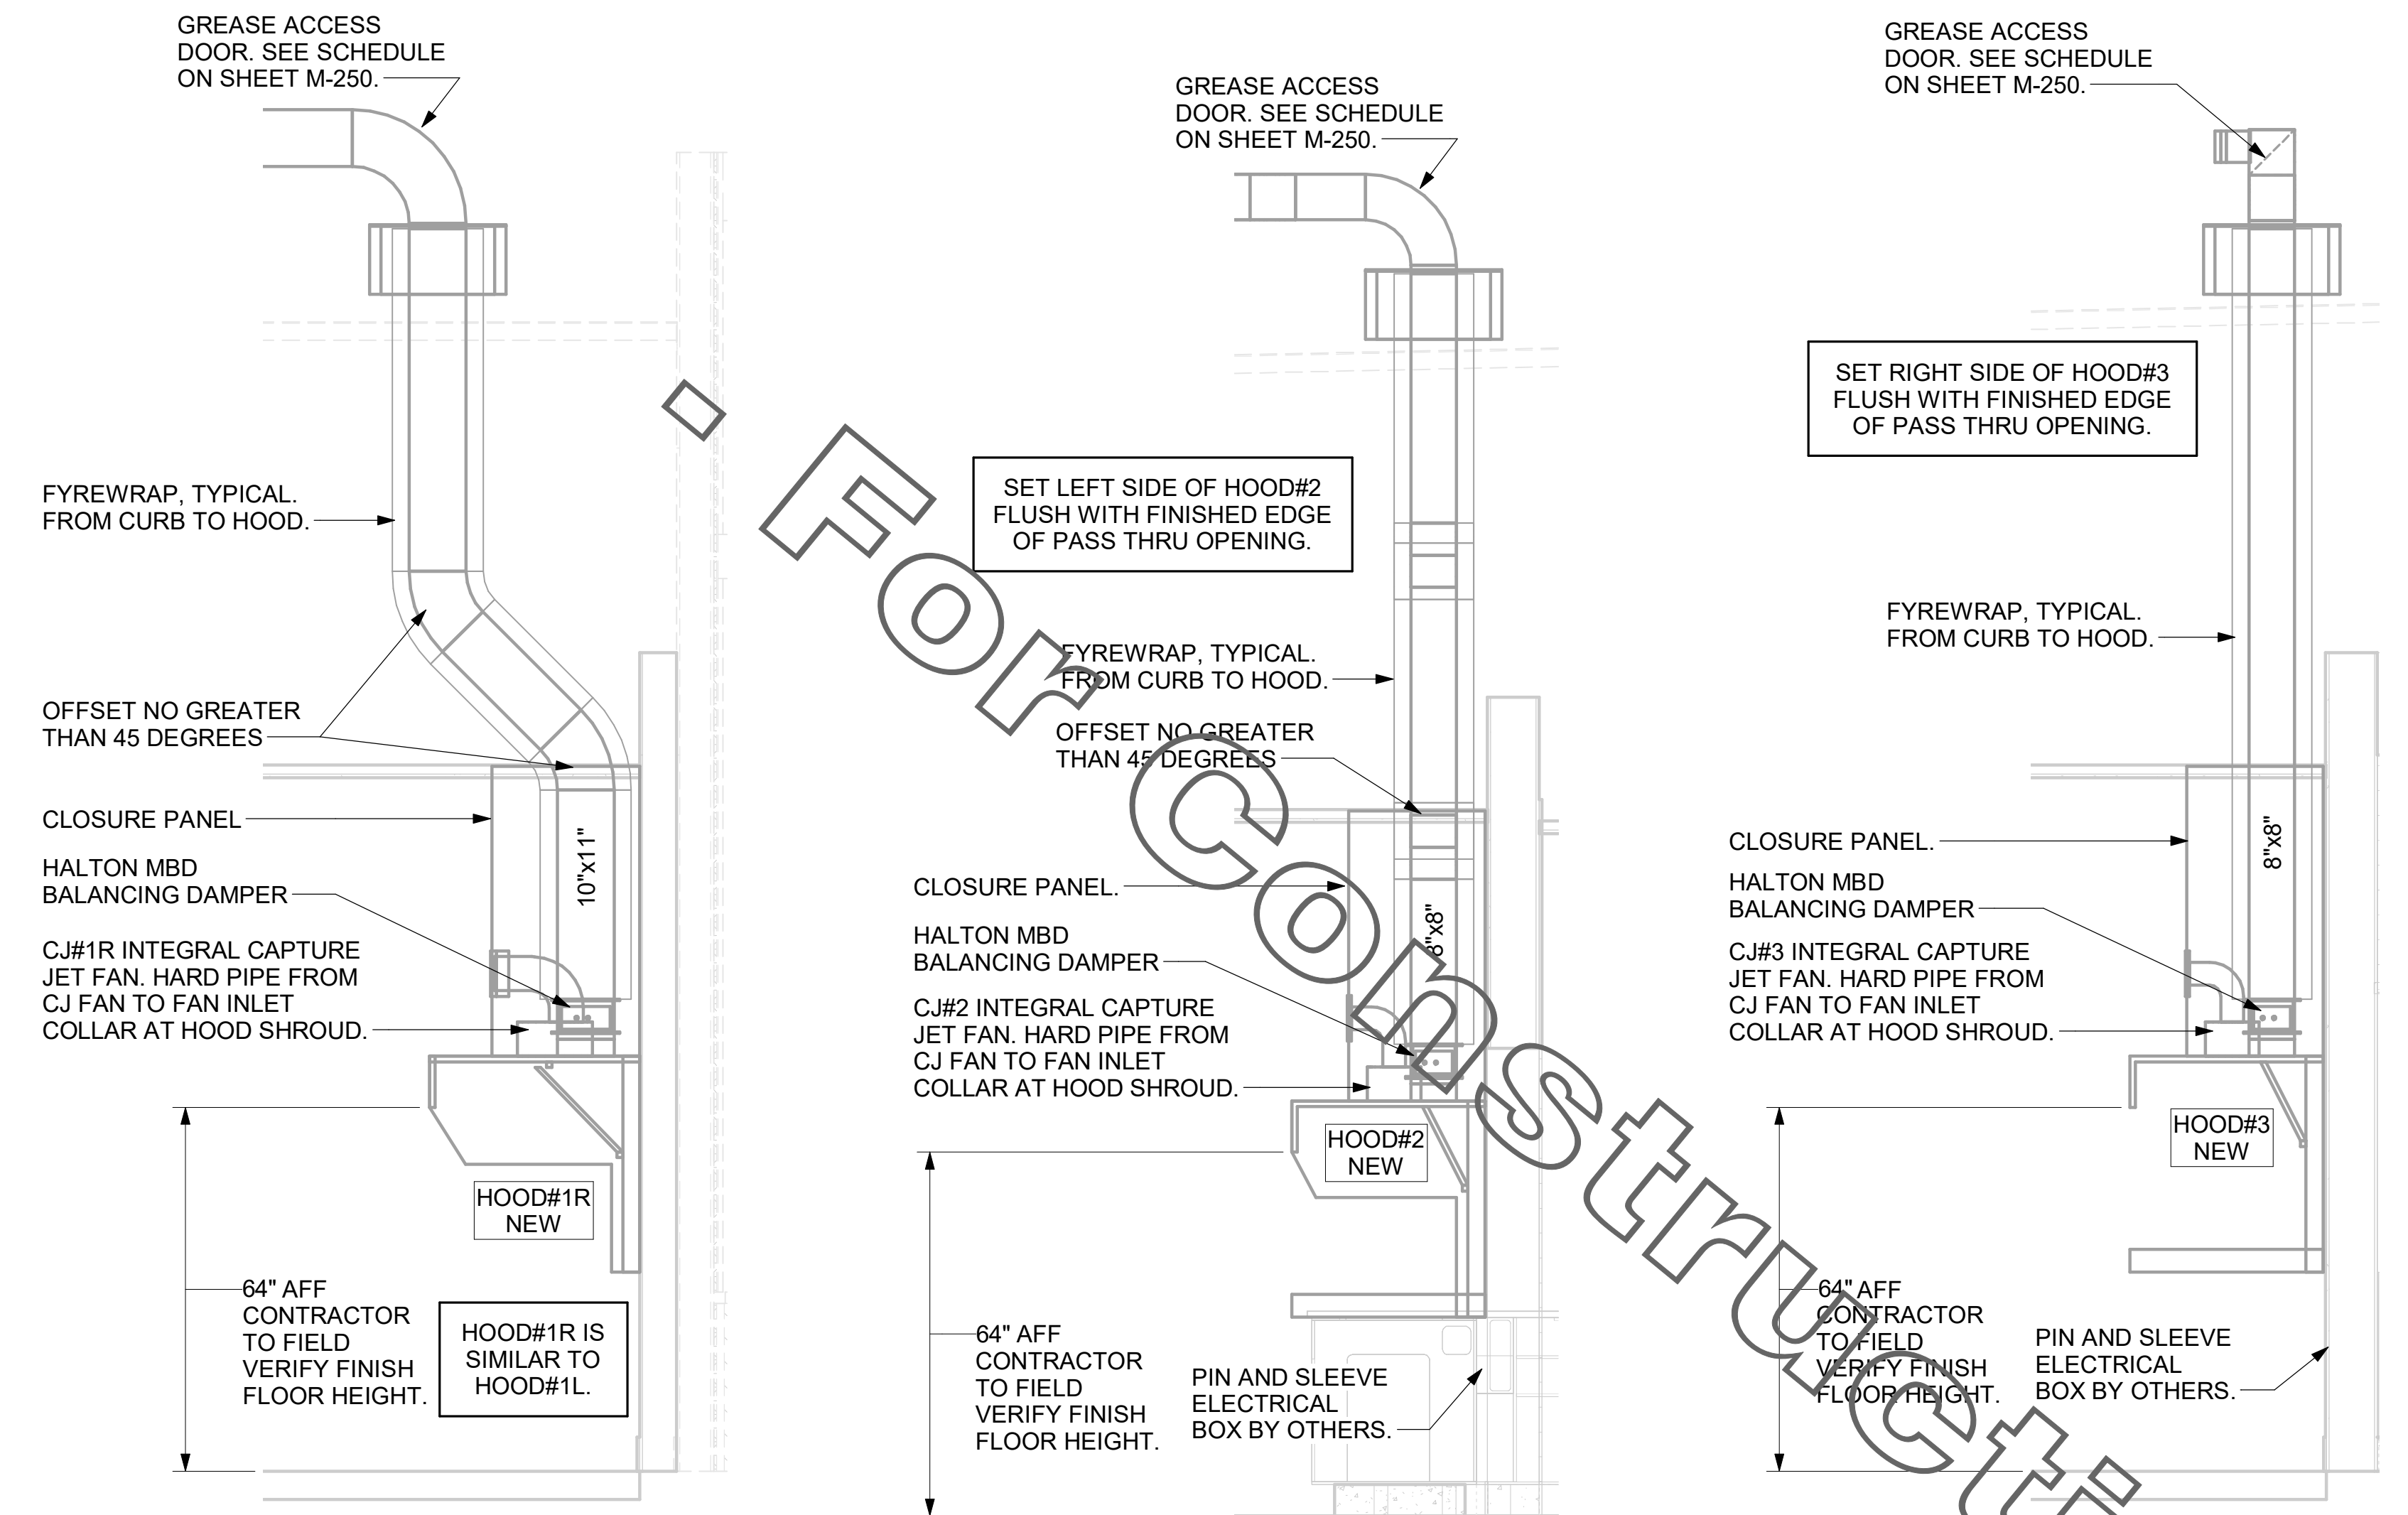 GREASE ACCESS
DOOR. SEE SCHEDULE
ON SHEET M-250.
FYREWRAP, TYPICAL.
FROM CURB TO HOOD.
OFFSET NO GREATER
THAN 45 DEGREES
CLOSURE PANEL
HALTON MBD
BALANCING DAMPER
CJ#1R INTEGRAL CAPTURE
JET FAN. HARD PIPE FROM
CJ FAN TO FAN INLET
COLLAR AT HOOD SHROUD.
10"x11"
HOOD#1R
NEW
64" AFF
CONTRACTOR
TO FIELD
VERIFY FINISH
FLOOR HEIGHT.
HOOD#1R IS
SIMILAR TO
HOOD#1L.
GREASE ACCESS
DOOR. SEE SCHEDULE
ON SHEET M-250.
SET LEFT SIDE OF HOOD#2
FLUSH WITH FINISHED EDGE
OF PASS THRU OPENING.
FYREWRAP, TYPICAL.
FROM CURB TO HOOD.
OFFSET NO GREATER
THAN 45 DEGREES
CLOSURE PANEL.
HALTON MBD
BALANCING DAMPER
CJ#2 INTEGRAL CAPTURE
JET FAN. HARD PIPE FROM
CJ FAN TO FAN INLET
COLLAR AT HOOD SHROUD.
8"x8"
HOOD#2
NEW
64" AFF
CONTRACTOR
TO FIELD
VERIFY FINISH
FLOOR HEIGHT.
PIN AND SLEEVE
ELECTRICAL
BOX BY OTHERS.
GREASE ACCESS
DOOR. SEE SCHEDULE
ON SHEET M-250.
SET RIGHT SIDE OF HOOD#3
FLUSH WITH FINISHED EDGE
OF PASS THRU OPENING.
FYREWRAP, TYPICAL.
FROM CURB TO HOOD.
CLOSURE PANEL.
HALTON MBD
BALANCING DAMPER
CJ#3 INTEGRAL CAPTURE
JET FAN. HARD PIPE FROM
CJ FAN TO FAN INLET
COLLAR AT HOOD SHROUD.
8"x8"
HOOD#3
NEW
64" AFF
CONTRACTOR
TO FIELD
VERIFY FINISH
FLOOR HEIGHT.
PIN AND SLEEVE
ELECTRICAL
BOX BY OTHERS.
- For Constructi